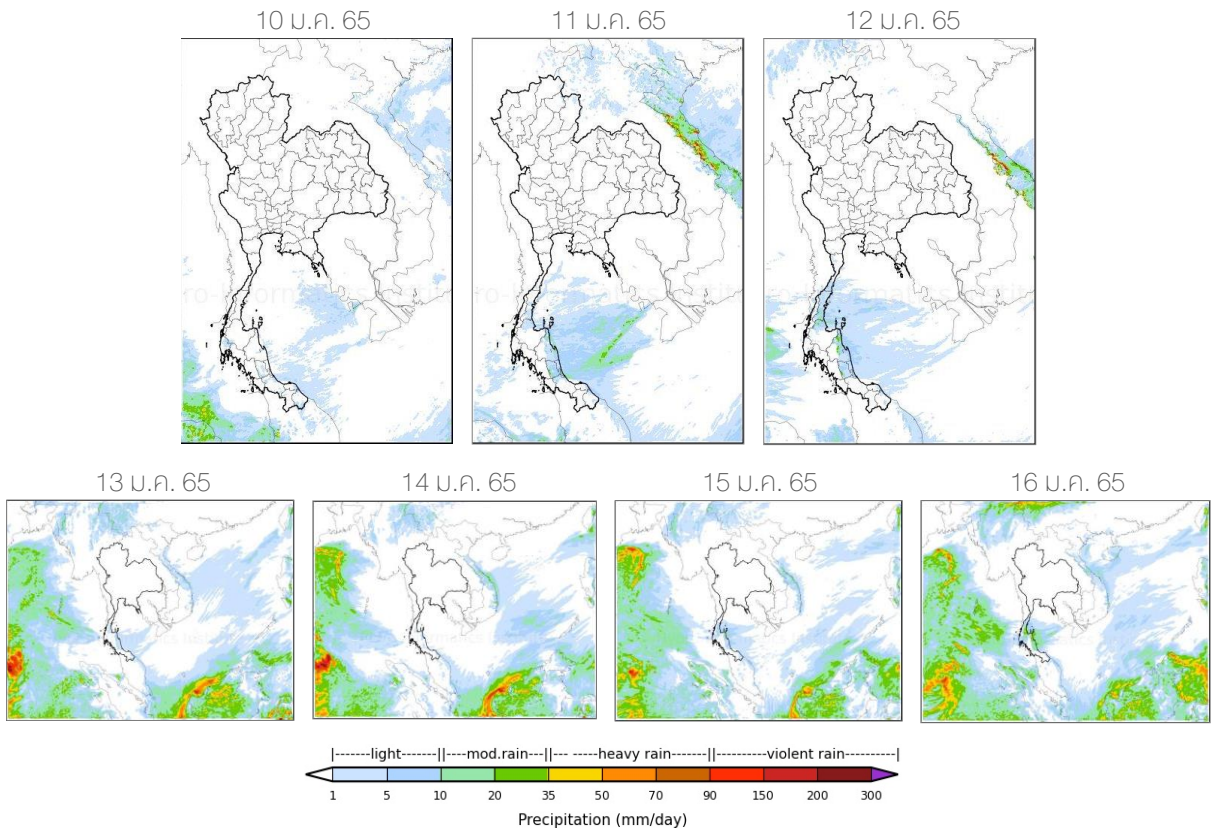 10 ม.ค. 65
11 ม.ค. 65
12 ม.ค. 65
13 ม.ค. 65
14 ม.ค. 65
15 ม.ค. 65
16 ม.ค. 65
|-------light-------||---mod.rain---||--- ----heavy rain-------||---------violent rain----------|
1 5 10 20 35 50 70 90 150 200 300
Precipitation (mm/day)